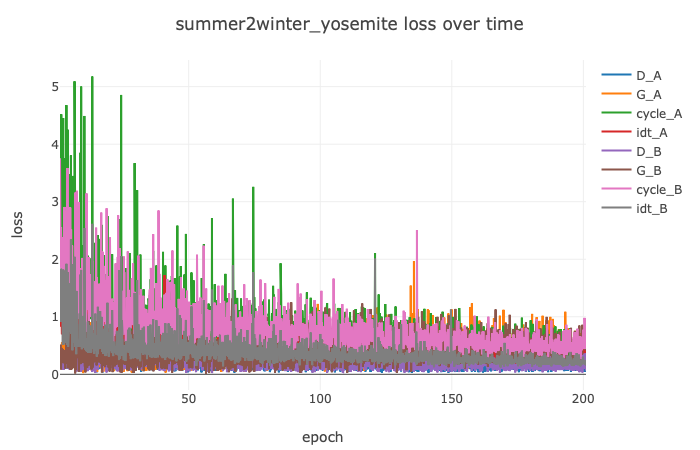 summer2winter_yosemite loss over time
5
4
3
2
1
0
50
100
150
200
loss
epoch
D_A
G_A
cycle_A
idt_A
D_B
G_B
cycle_B
idt_B